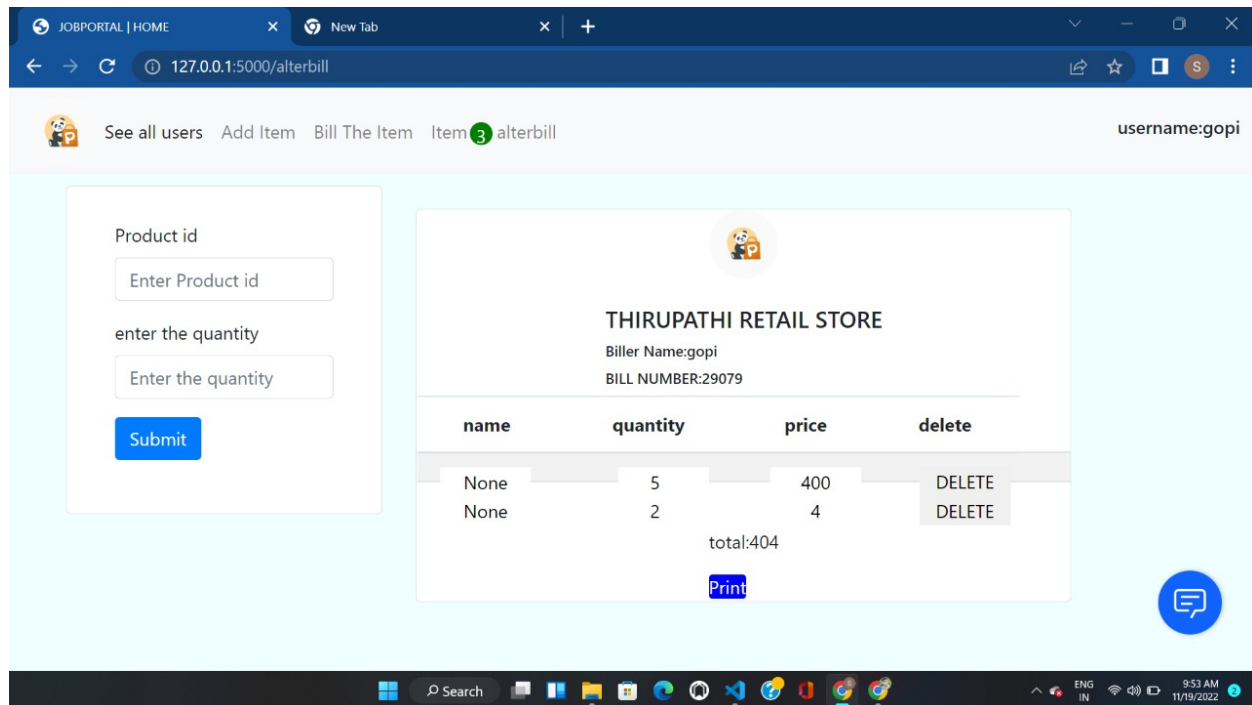 JOBPORTAL | HOME
New Tab
127.0.0.1:5000/alterbill
S
See all users Add Item Bill The Item Item 3 alterbill
username:gopi
Product id
Enter Product id
enter the quantity
Enter the quantity
Submit
P
THIRUPATHI RETAIL STORE
Biller Name:gopi
BILL NUMBER:29079
name quantity price delete
None 5 400 DELETE
None 2 4 DELETE
total:404
Print
Search
ENG
IN
9:53 AM
11/19/2022
2